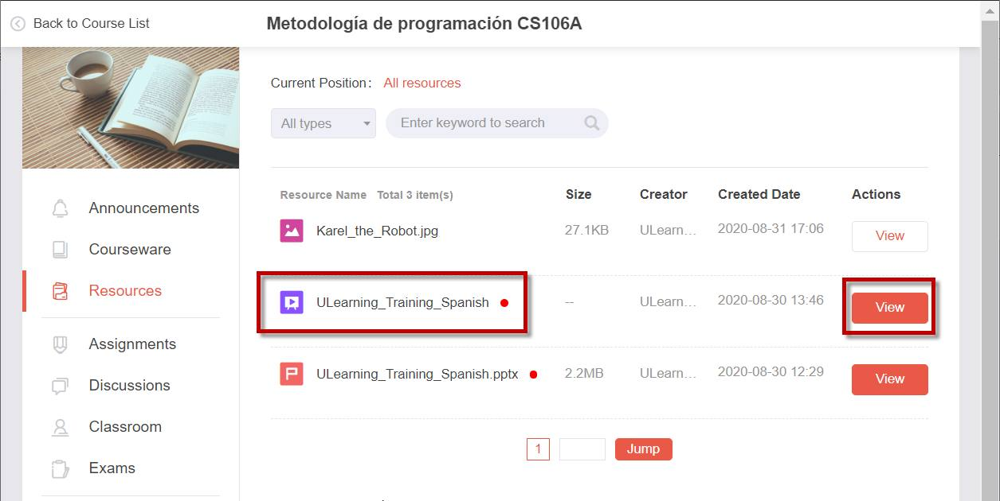 Back to Course List
Metodología de programación CS106A
Current Position: All resources
All types
Enter keyword to search
Resource Name Total 3 item(s) Size Creator Created Date Actions
Karel_the_Robot.jpg 27.1KB ULearn... 2020-08-31 17:06 View
ULearning_Training_Spanish -- ULearn... 2020-08-30 13:46 View
ULearning_Training_Spanish.pptx 2.2MB ULearn... 2020-08-30 12:29 View
1 Jump
Announcements
Courseware
Resources
Assignments
Discussions
Classroom
Exams